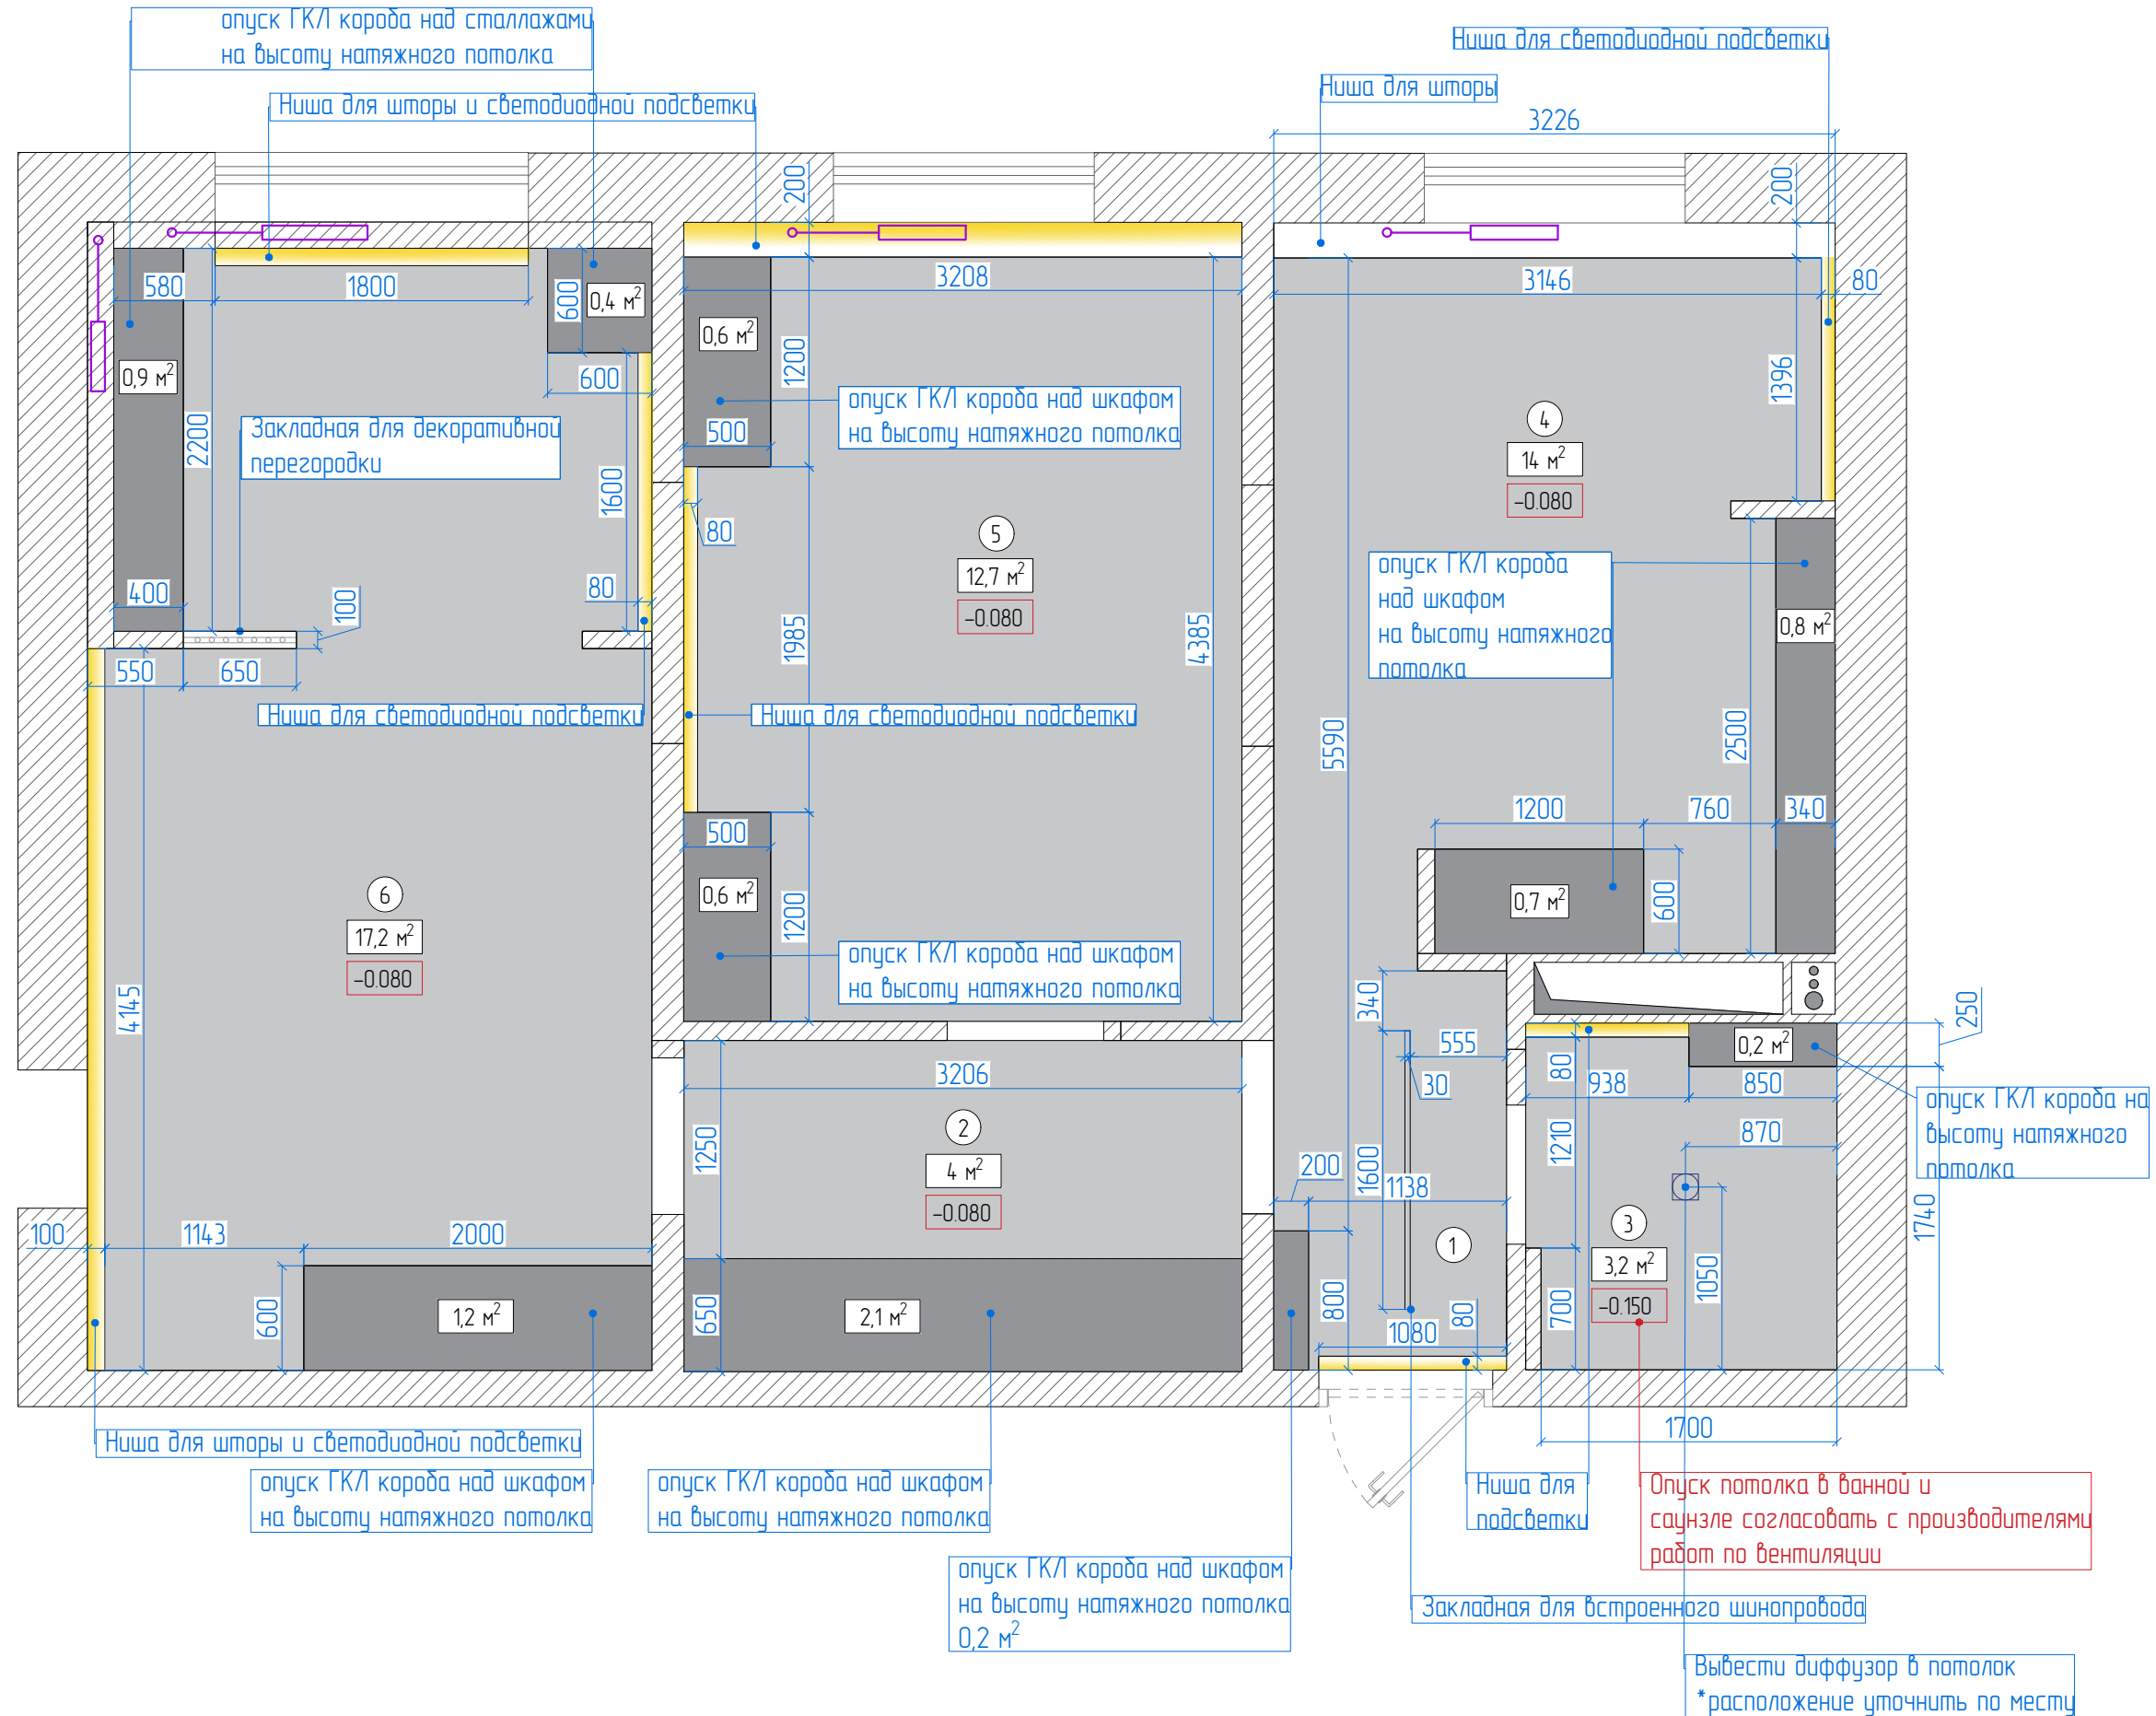 опуск ГКЛ короба над сталлажами
на высоту натяжного потолка
Ниша для шторы и светодиодной подсветки
Ниша для светодиодной подсветки
Ниша для шторы
3226
200
200
580
1800
600
0,4 м²
3208
3146
80
0,9 м²
600
0,6 м²
1200
1396
2200
Закладная для декоративной
перегородки
опуск ГКЛ короба над шкафом
на высоту натяжного потолка
500
4
14 м²
-0.080
1600
80
5
12,7 м²
-0.080
опуск ГКЛ короба
над шкафом
на высоту натяжного
потолка
0,8 м²
400
100
80
1985
4385
550
650
Ниша для светодиодной подсветки
Ниша для светодиодной подсветки
5590
2500
1200
760
340
500
6
17,2 м²
-0.080
0,6 м²
1200
0,7 м²
600
опуск ГКЛ короба над шкафом
на высоту натяжного потолка
4145
340
250
555
30
0,2 м²
80
938
850
3206
опуск ГКЛ короба на
высоту натяжного
потолка
2
4 м²
-0.080
1250
1600
200
1138
1210
870
1740
100
1143
2000
1
3
3,2 м²
-0.150
1050
600
1,2 м²
650
2,1 м²
800
1080
80
700
1700
Ниша для шторы и светодиодной подсветки
опуск ГКЛ короба над шкафом
на высоту натяжного потолка
опуск ГКЛ короба над шкафом
на высоту натяжного потолка
Ниша для
подсветки
Опуск потолка в ванной и
саунзле согласовать с производителями
работ по вентиляции
опуск ГКЛ короба над шкафом
на высоту натяжного потолка
0,2 м²
Закладная для встроенного шинопровода
Вывести диффузор в потолок
*расположение уточнить по месту